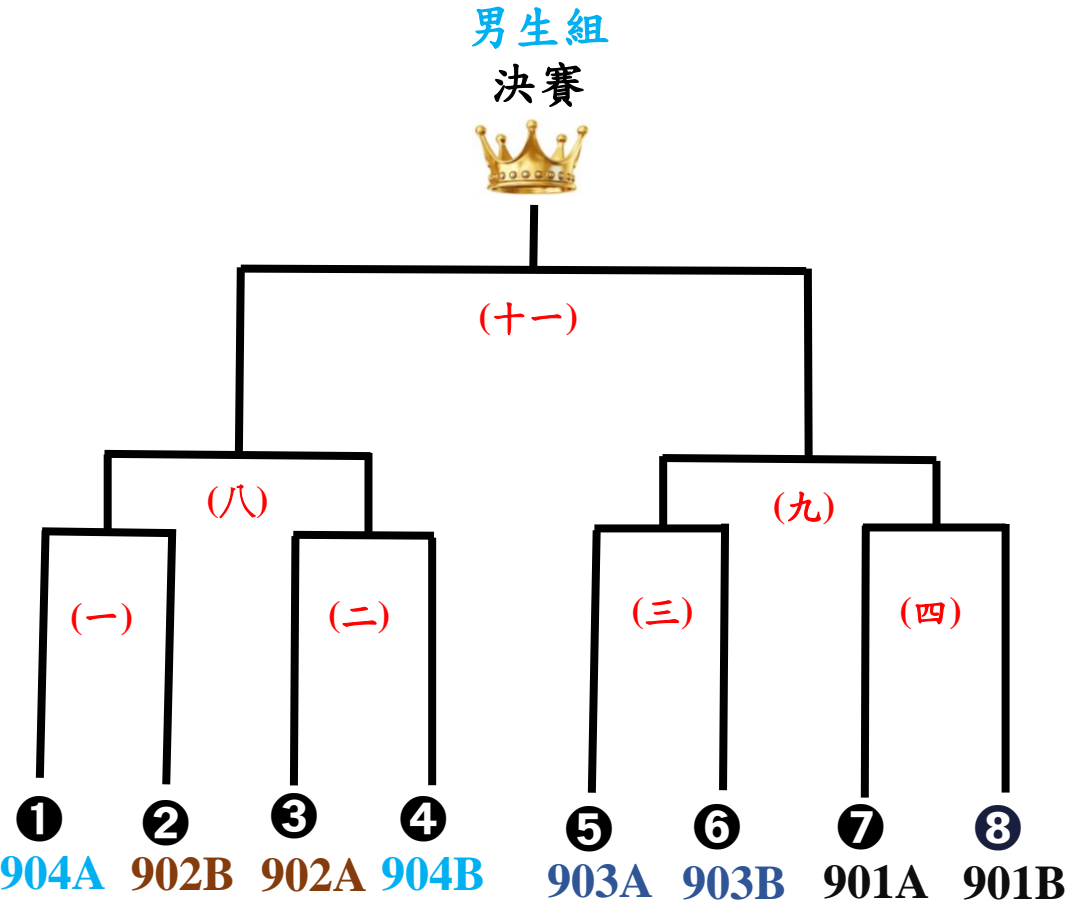 男生組
決賽
(十一)
(八)
(九)
(一) (二) (三) (四)
❶ ❷ ❸ ❹ ❺ ❻ ❼ ❽
904A 902B 902A 904B 903A 903B 901A 901B